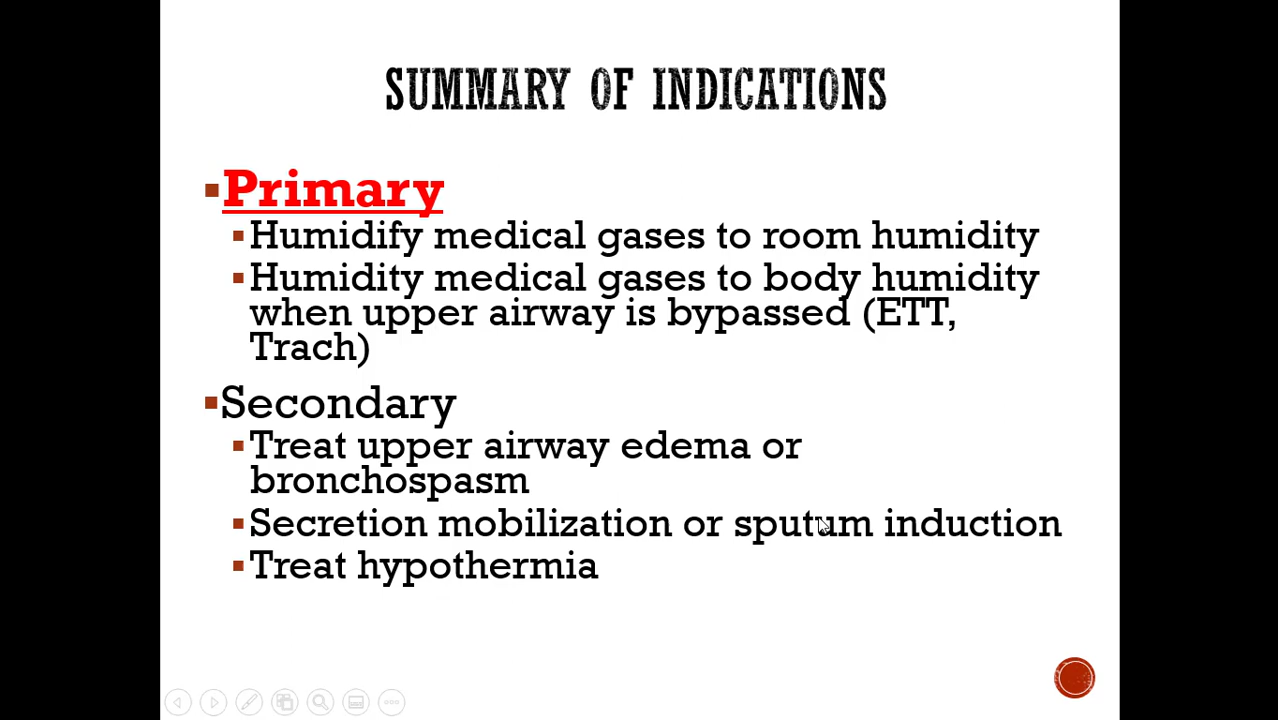 SUMMARY OF INDICATIONS
Primary
Humidify medical gases to room humidity
Humidity medical gases to body humidity
when upper airway is bypassed (ETT,
Trach)
Secondary
Treat upper airway edema or
bronchospasm
Secretion mobilization or sputum induction
Treat hypothermia